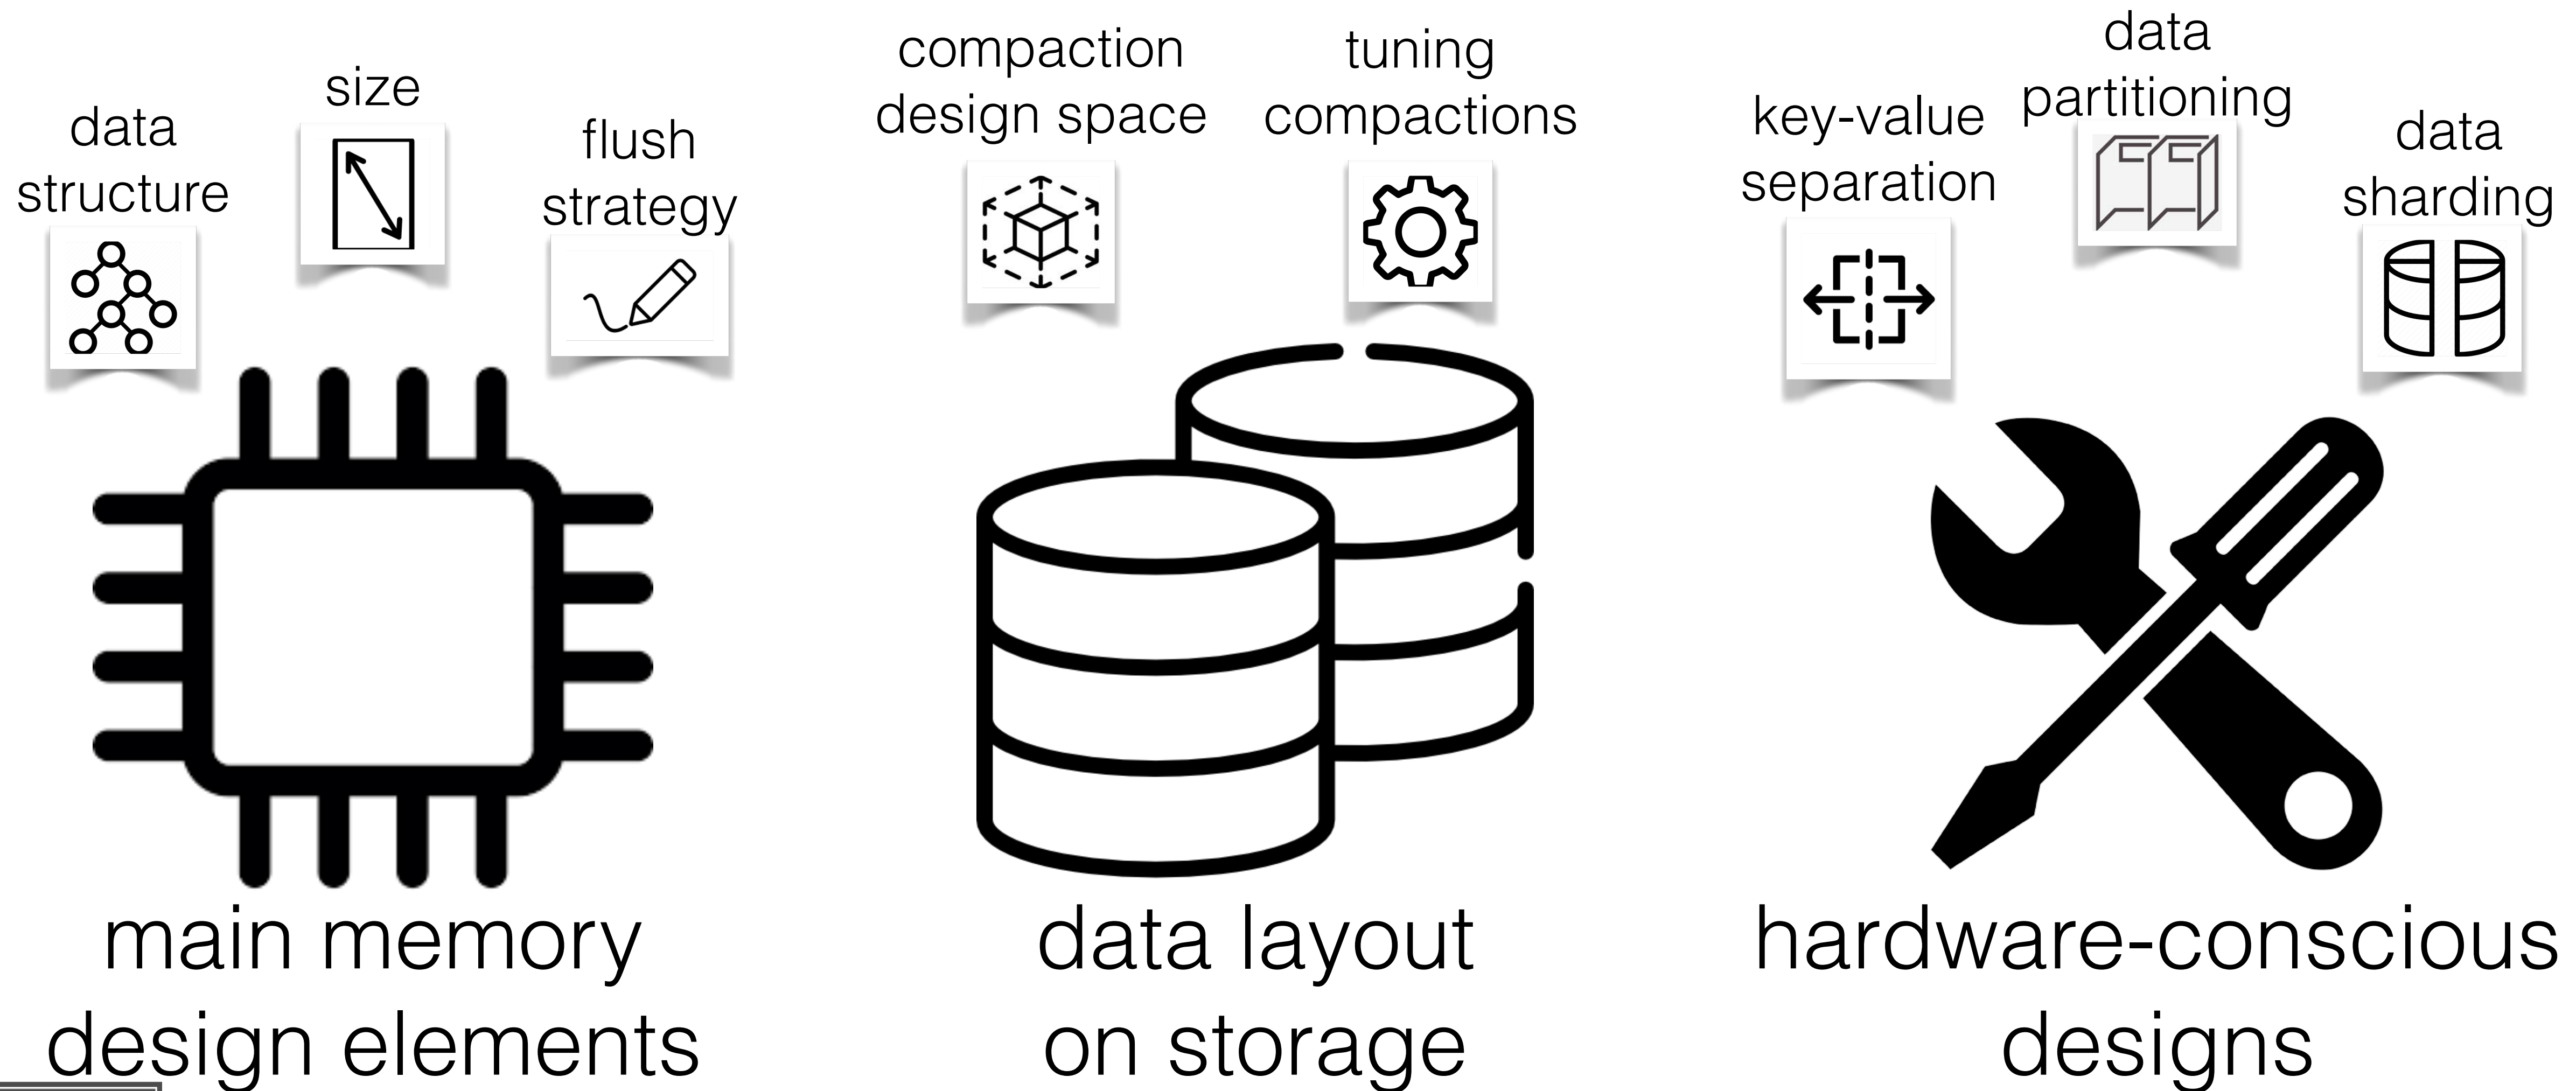 data
structure
size
flush
strategy
main memory
design elements
compaction
design space
tuning
compactions
data layout
on storage
key-value
separation
data
partitioning
data
sharding
hardware-conscious
designs